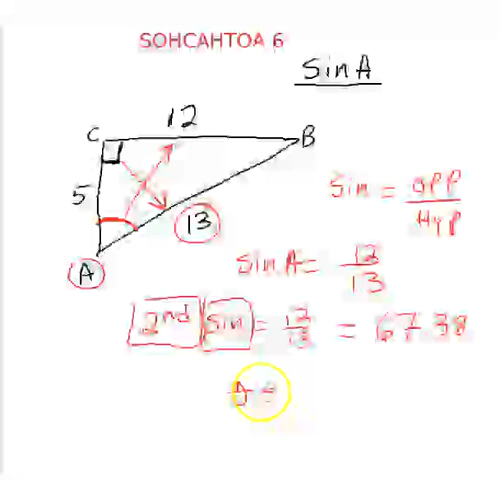 SOHCAHTOA 6
Sin A
12
C B
5
13
A
Sin = opp
Hyp
sin A = 12
13
2nd sin = 12 = 67.38
13
A =